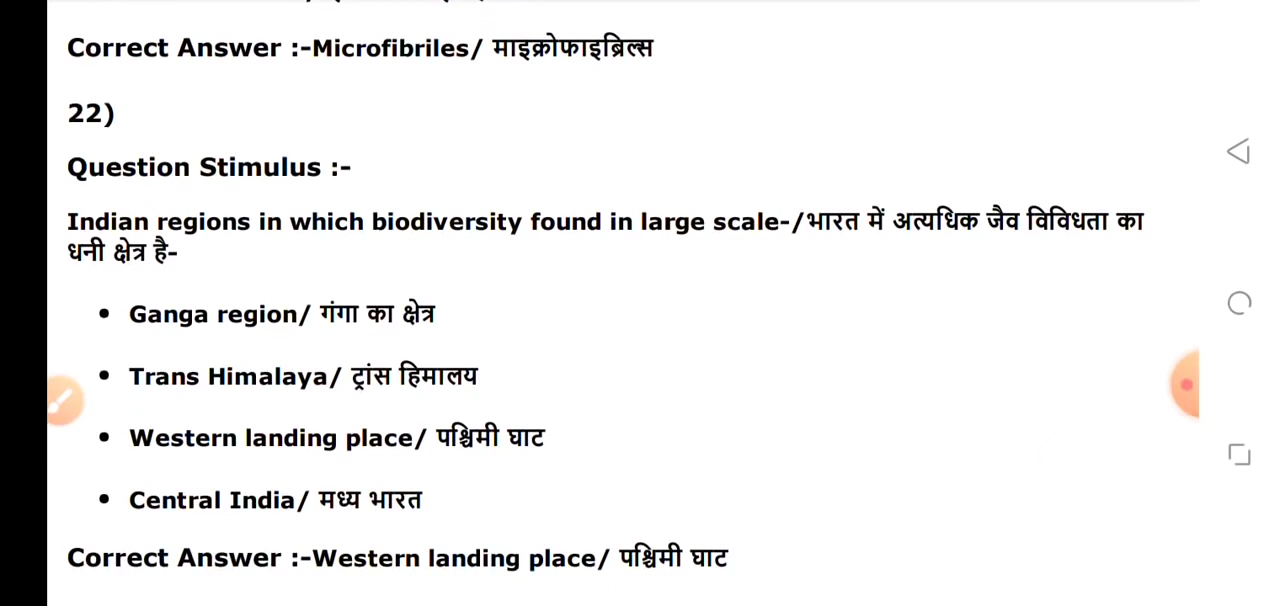 Correct Answer :-Microfibriles/ माइक्रोफाइब्रिल्स
22)
Question Stimulus :-
Indian regions in which biodiversity found in large scale-/भारत में अत्यधिक जैव विविधता का
धनी क्षेत्र है-
• Ganga region/ गंगा का क्षेत्र
• Trans Himalaya/ ट्रांस हिमालय
• Western landing place/ पश्चिमी घाट
• Central India/ मध्य भारत
Correct Answer :-Western landing place/ पश्चिमी घाट